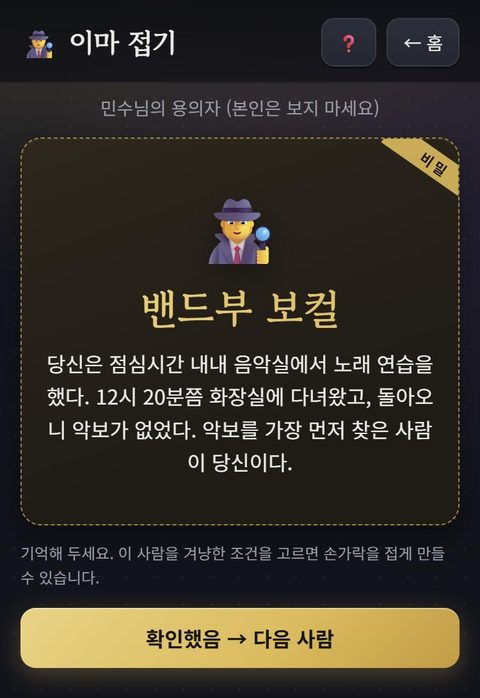 이마 접기
❓
← 홈
민수님의 용의자 (본인은 보지 마세요)
비밀
밴드부 보컬
당신은 점심시간 내내 음악실에서 노래 연습을
했다. 12시 20분쯤 화장실에 다녀왔고, 돌아오
니 악보가 없었다. 악보를 가장 먼저 찾은 사람
이 당신이다.
기억해 두세요. 이 사람을 겨냥한 조건을 고르면 손가락을 접게 만들
수 있습니다.
확인했음 → 다음 사람